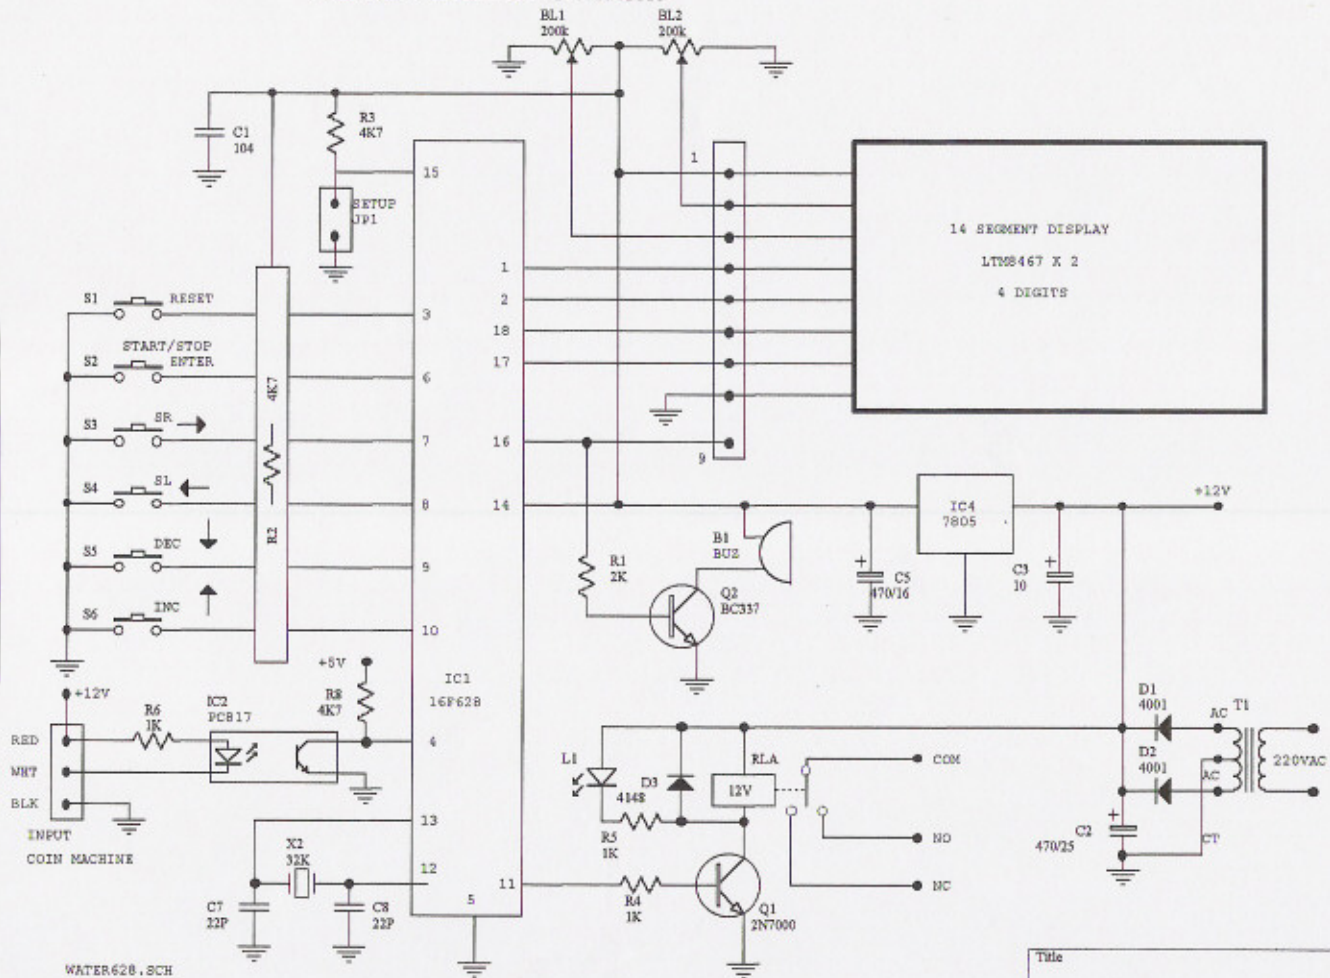 BL1
200k
BL2
200k
C1
104
R3
4K7
15
SETUP
JP1
1
14 SEGMENT DISPLAY
LTM8467 X 2
4 DIGITS
1
2
18
17
16
9
14
S1 RESET
3
START/STOP
S2 ENTER
6
S3 SR
7
S4 SL
8
S5 DEC
9
S6 INC
10
4K7
R2
R1
2K
B1
BUZ
Q2
BC337
C5
470/16
IC4
7805
C3
10
+12V
+5V
R8
4K7
IC1
16F628
+12V
R6
1K
IC2
PC817
4
RED
WHT
BLK
INPUT
COIN MACHINE
13
X2
32K
12
C7
22P
C8
22P
5
11
L1
D3
4148
R5
1K
RLA
12V
R4
1K
Q1
2N7000
COM
NO
NC
D1
4001
D2
4001
AC
T1
AC
220VAC
C2
470/25
CT
WATER628.SCH
Title